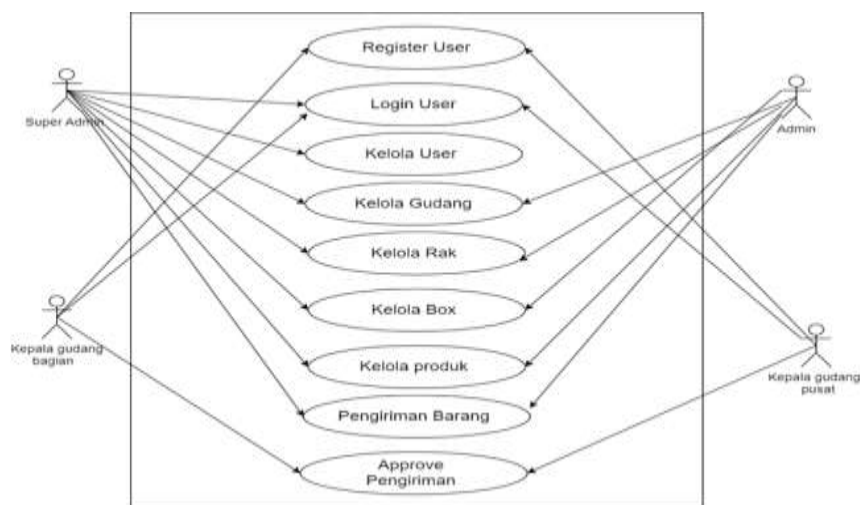 Register User
Login User
Kelola User
Kelola Gudang
Kelola Rak
Kelola Box
Kelola produk
Pengiriman Barang
Approve
Pengiriman
Super Admin
Kepala gudang
bagian
Admin
Kepala gudang
pusat